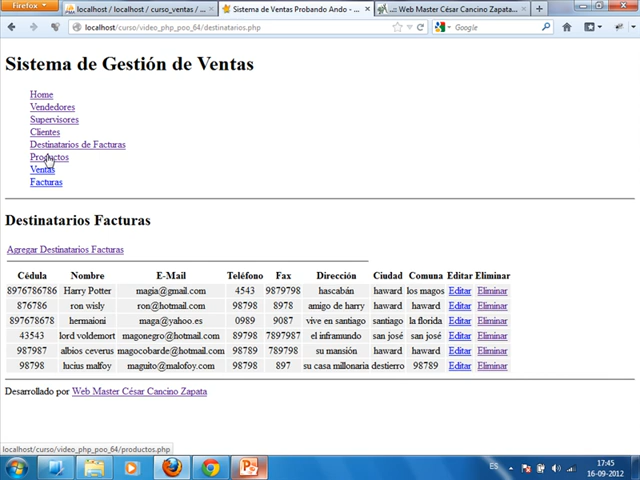 Firefox
localhost / localhost / curso_ventas / ...
Sistema de Ventas Probando Ando - ...
.:: Web Master César Cancino Zapata...
localhost/curso/video_php_poo_64/destinatarios.php
Google
Sistema de Gestión de Ventas
Home
Vendedores
Supervisores
Clientes
Destinatarios de Facturas
Productos
Ventas
Facturas
Destinatarios Facturas
Agregar Destinatarios Facturas
Cédula Nombre E-Mail Teléfono Fax Dirección Ciudad Comuna Editar Eliminar
8976786786 Harry Potter magia@gmail.com 4543 9879798 hascabán haward los magos Editar Eliminar
876786 ron wisly ron@hotmail.com 98798 8978 amigo de harry haward haward Editar Eliminar
897678678 hermaioni maga@yahoo.es 0989 9087 vive en santiago santiago la florida Editar Eliminar
43543 lord voldemort magonegro@hotmail.com 89798 7897987 el inframundo san josé san josé Editar Eliminar
987987 albios ceverus magocobarde@hotmail.com 98789 789798 su mansión haward haward Editar Eliminar
98798 lucius malfoy maguito@malofoy.com 98798 897 su casa millonaria destierro 98789 Editar Eliminar
Desarrollado por Web Master César Cancino Zapata
localhost/curso/video_php_poo_64/productos.php
ES
17:45
16-09-2012